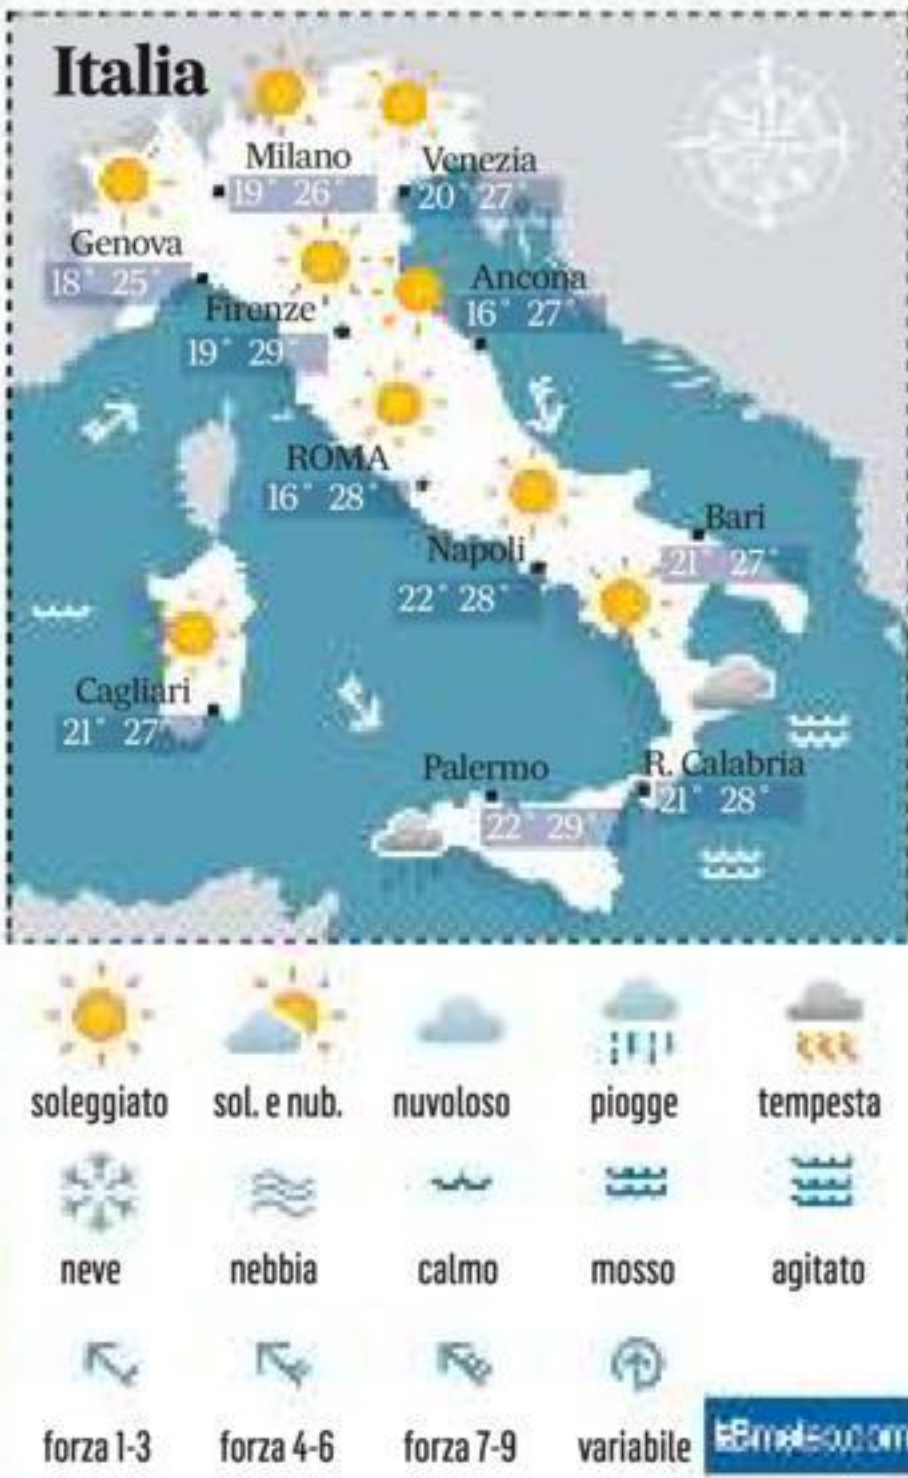 Italia
Milano
19° 26°
Venezia
20° 27°
Genova
18° 25°
Firenze
19° 29°
Ancona
16° 27°
ROMA
16° 28°
Napoli
22° 28°
Bari
21° 27°
Cagliari
21° 27°
Palermo
22° 29°
R. Calabria
21° 28°
soleggiato
sol. e nub.
nuvoloso
piogge
tempesta
neve
nebbia
calmo
mosso
agitato
forza 1-3
forza 4-6
forza 7-9
variabile
3Bmeteo.com